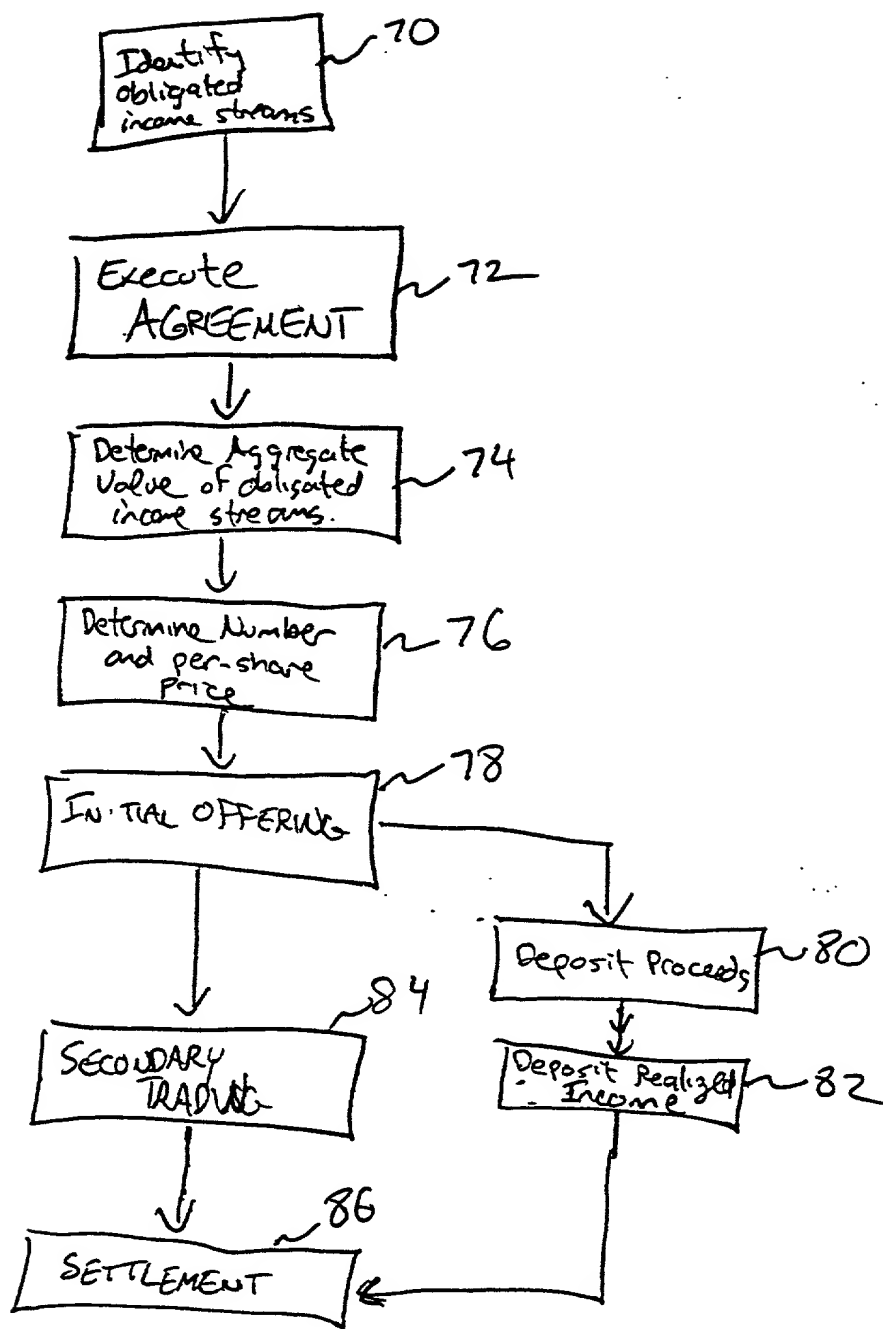 Identify
obligated
income streams
70
Execute
AGREEMENT
72
Determine Aggregate
Value of obligated
income streams.
74
Determine Number
and per-share
Price
76
INITIAL OFFERING
78
Deposit Proceeds
80
SECONDARY
TRADING
84
Deposit Realized
Income
82
SETTLEMENT
86